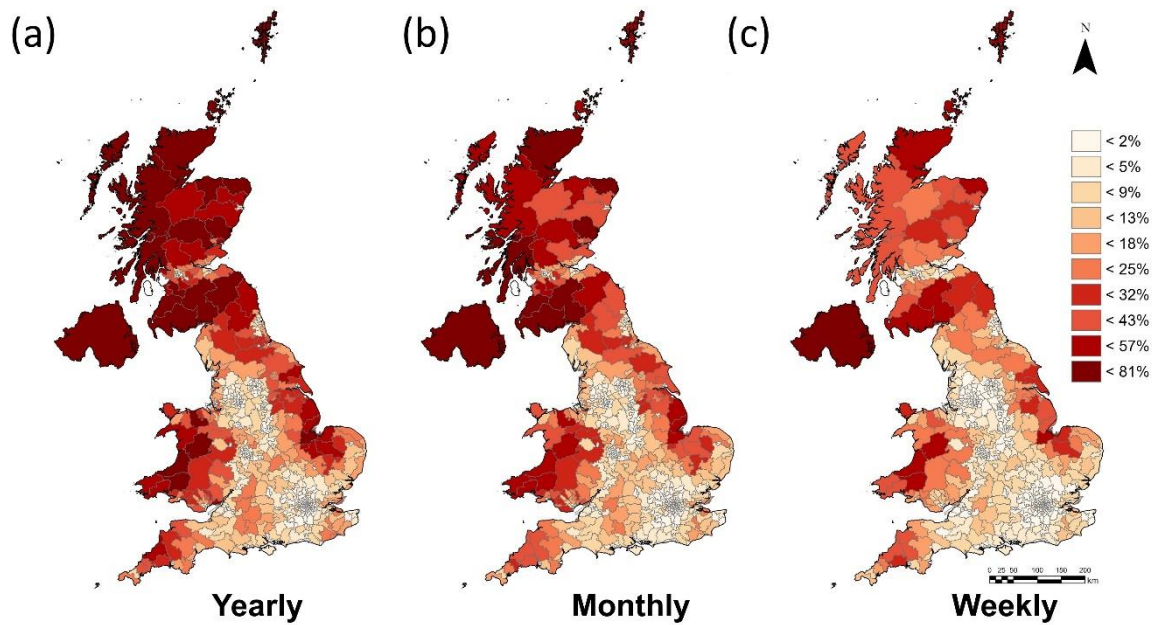 (a)
(b)
(c)
N
< 2%
< 5%
< 9%
< 13%
< 18%
< 25%
< 32%
< 43%
< 57%
< 81%
0 25 50 100 150 200
km
Yearly
Monthly
Weekly